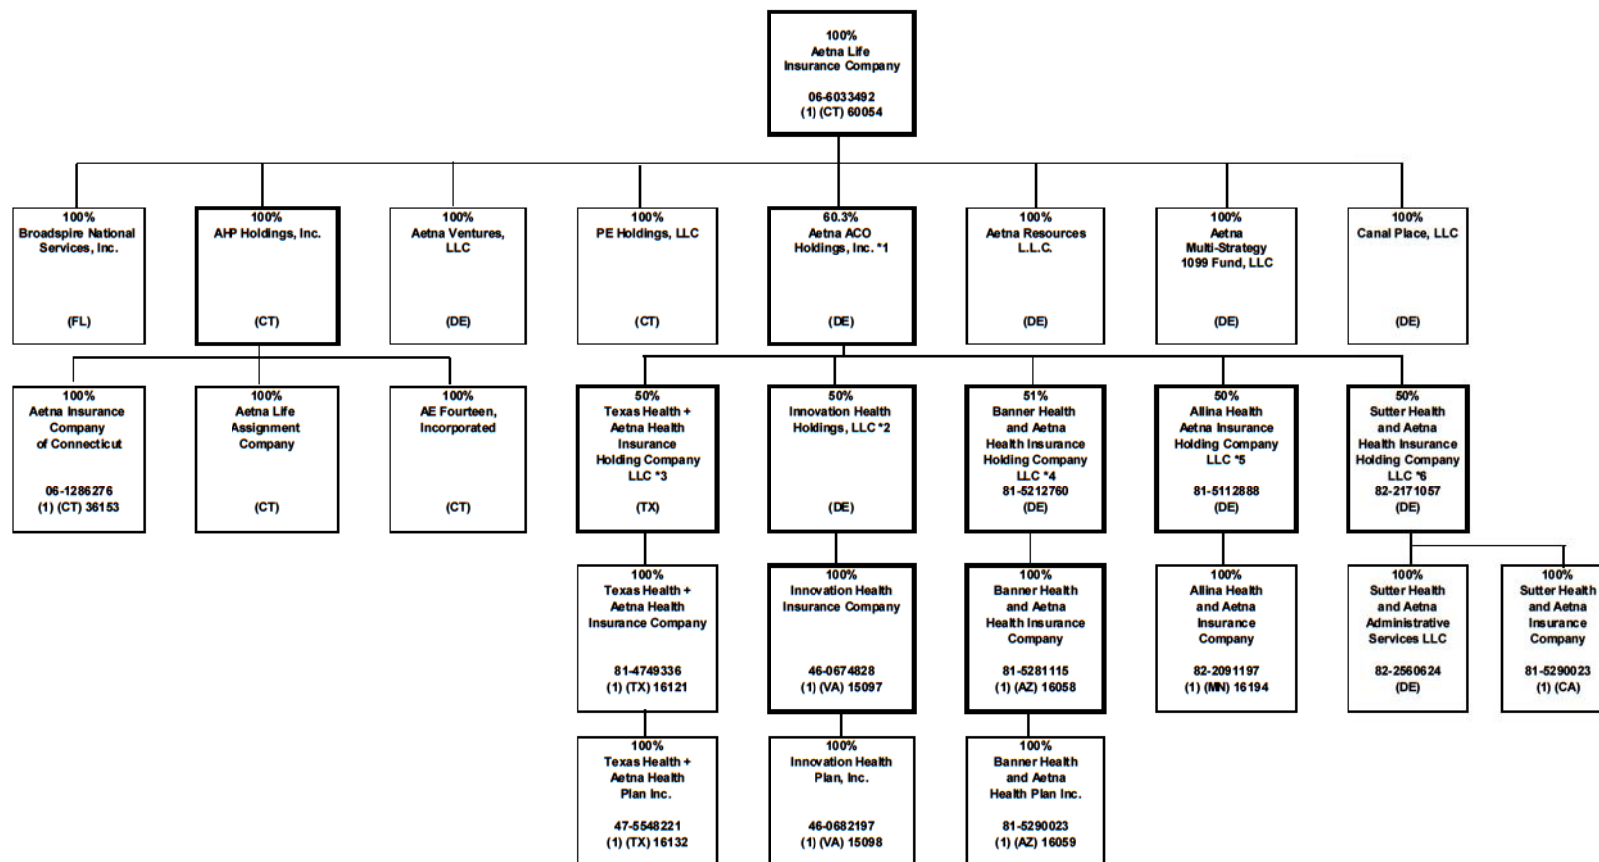 100%
Aetna Life
Insurance Company
06-6033492
(1) (CT) 60054
100%
Broadspire National
Services, Inc.
(FL)
100%
AHP Holdings, Inc.
(CT)
100%
Aetna Ventures,
LLC
(DE)
100%
PE Holdings, LLC
(CT)
60.3%
Aetna ACO
Holdings, Inc. *1
(DE)
100%
Aetna Resources
L.L.C.
(DE)
100%
Aetna
Multi-Strategy
1099 Fund, LLC
(DE)
100%
Canal Place, LLC
(DE)
100%
Aetna Insurance
Company
of Connecticut
06-1286276
(1) (CT) 36153
100%
Aetna Life
Assignment
Company
(CT)
100%
AE Fourteen,
Incorporated
(CT)
50%
Texas Health +
Aetna Health
Insurance
Holding Company
LLC *3
(TX)
50%
Innovation Health
Holdings, LLC *2
(DE)
51%
Banner Health
and Aetna
Health Insurance
Holding Company
LLC *4
81-5212760
(DE)
50%
Allina Health
Aetna Insurance
Holding Company
LLC *5
81-5112888
(DE)
50%
Sutter Health
and Aetna
Health Insurance
Holding Company
LLC *6
82-2171057
(DE)
100%
Texas Health +
Aetna Health
Insurance Company
81-4749336
(1) (TX) 16121
100%
Innovation Health
Insurance Company
46-0674828
(1) (VA) 15097
100%
Banner Health
and Aetna
Health Insurance
Company
81-5281115
(1) (AZ) 16058
100%
Allina Health
and Aetna
Insurance
Company
82-2091197
(1) (MN) 16194
100%
Sutter Health
and Aetna
Administrative
Services LLC
82-2560624
(DE)
100%
Sutter Health
and Aetna
Insurance
Company
81-5290023
(1) (CA)
100%
Texas Health +
Aetna Health
Plan Inc.
47-5548221
(1) (TX) 16132
100%
Innovation Health
Plan, Inc.
46-0682197
(1) (VA) 15098
100%
Banner Health
and Aetna
Health Plan Inc.
81-5290023
(1) (AZ) 16059